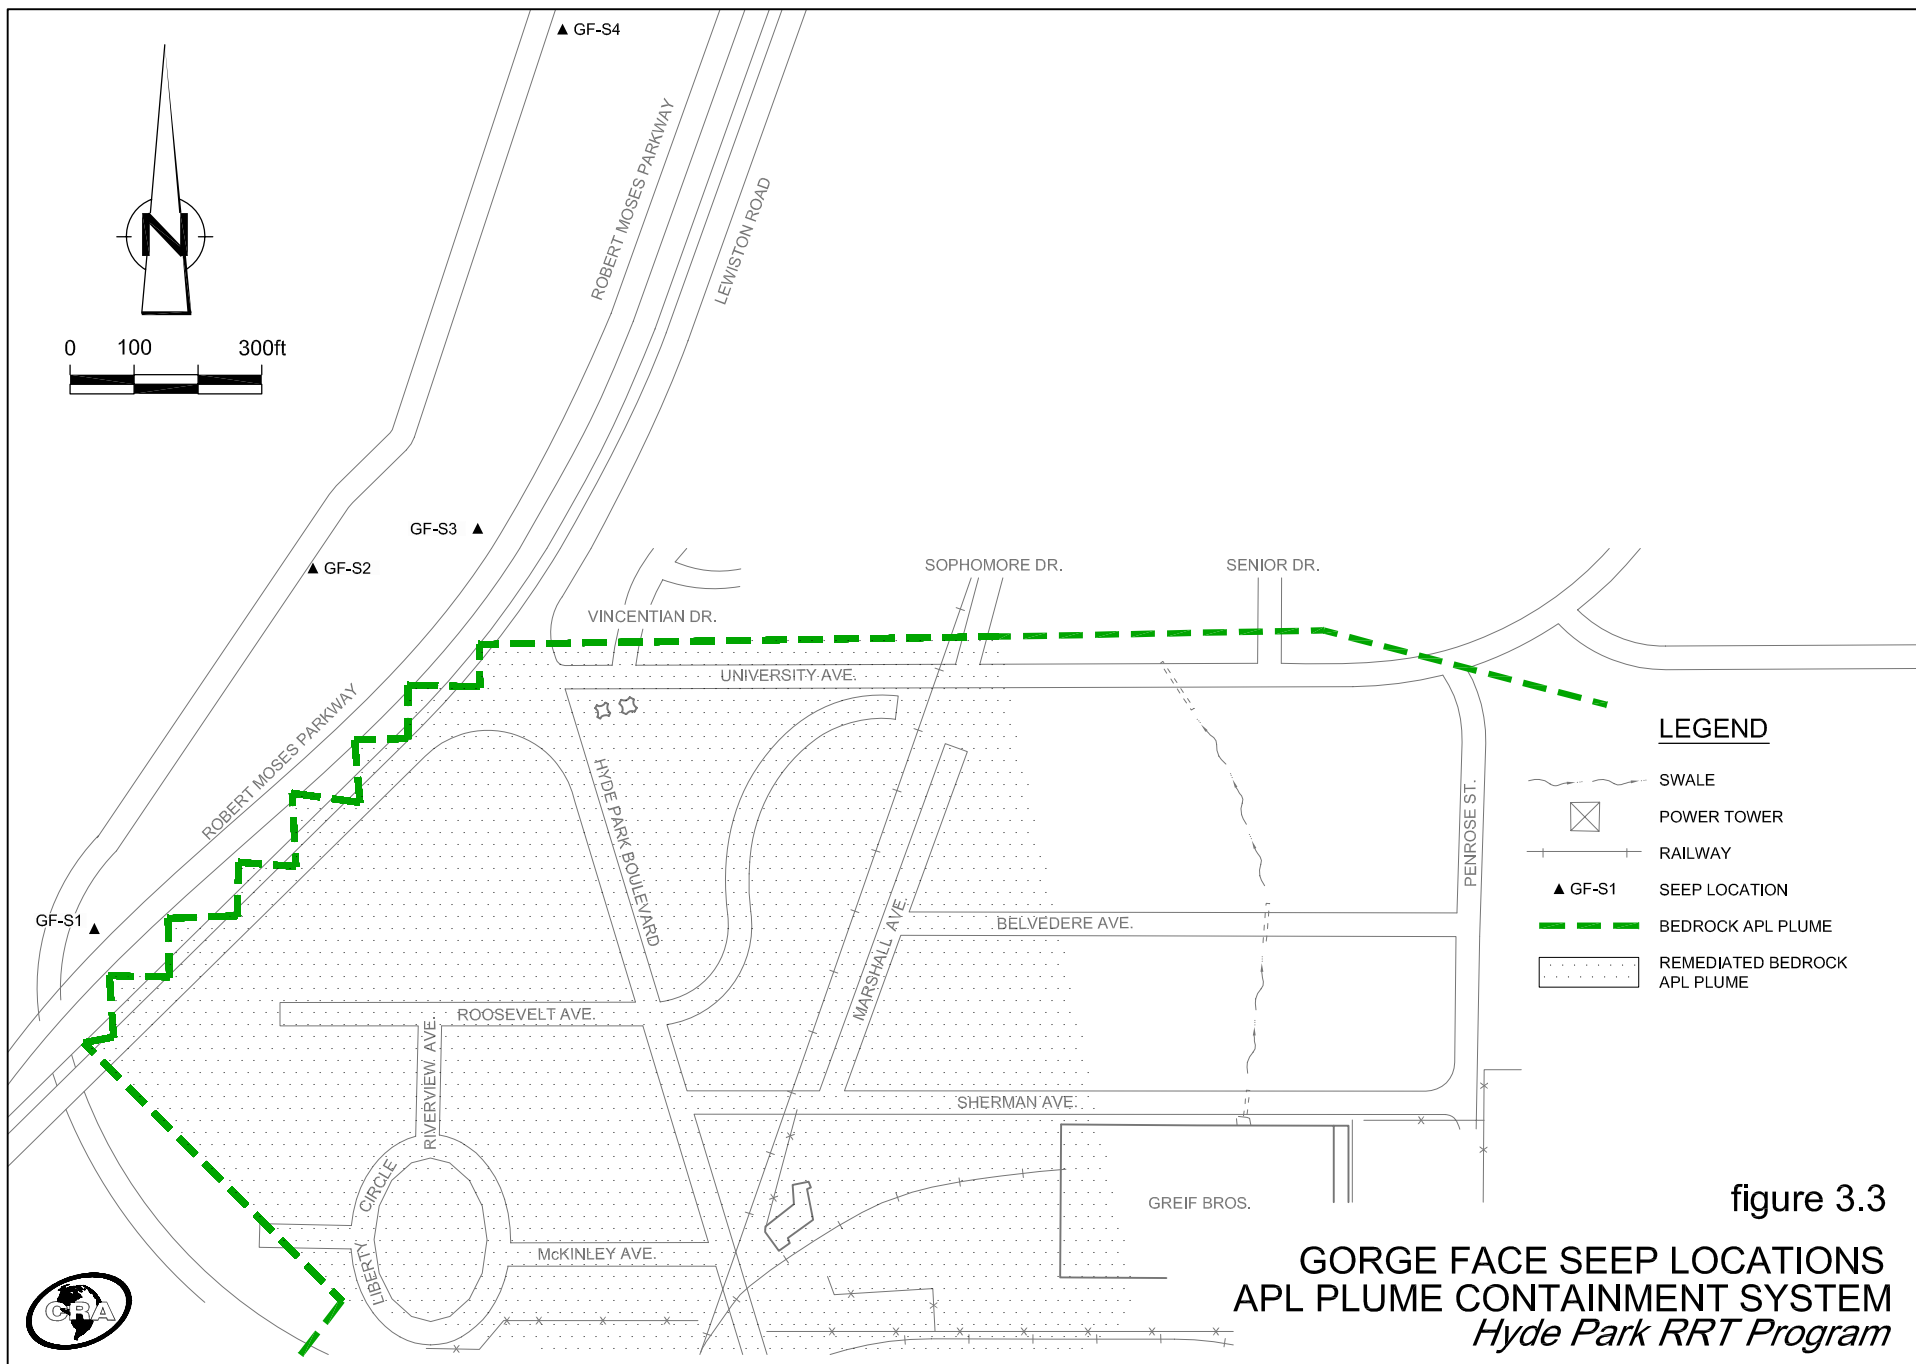 GF-S4
N
0 100 300ft
ROBERT MOSES PARKWAY
LEWISTON ROAD
GF-S3
GF-S2
SOPHOMORE DR.
SENIOR DR.
VINCENTIAN DR.
UNIVERSITY AVE.
ROBERT MOSES PARKWAY
HYDE PARK BOULEVARD
PENROSE ST.
LEGEND
SWALE
POWER TOWER
RAILWAY
GF-S1 SEEP LOCATION
BEDROCK APL PLUME
REMEDIATED BEDROCK
APL PLUME
GF-S1
MARSHALL AVE.
BELVEDERE AVE.
ROOSEVELT AVE.
RIVERVIEW AVE.
SHERMAN AVE.
LIBERTY CIRCLE
McKINLEY AVE.
GREIF BROS.
CRA
figure 3.3
GORGE FACE SEEP LOCATIONS
APL PLUME CONTAINMENT SYSTEM
Hyde Park RRT Program